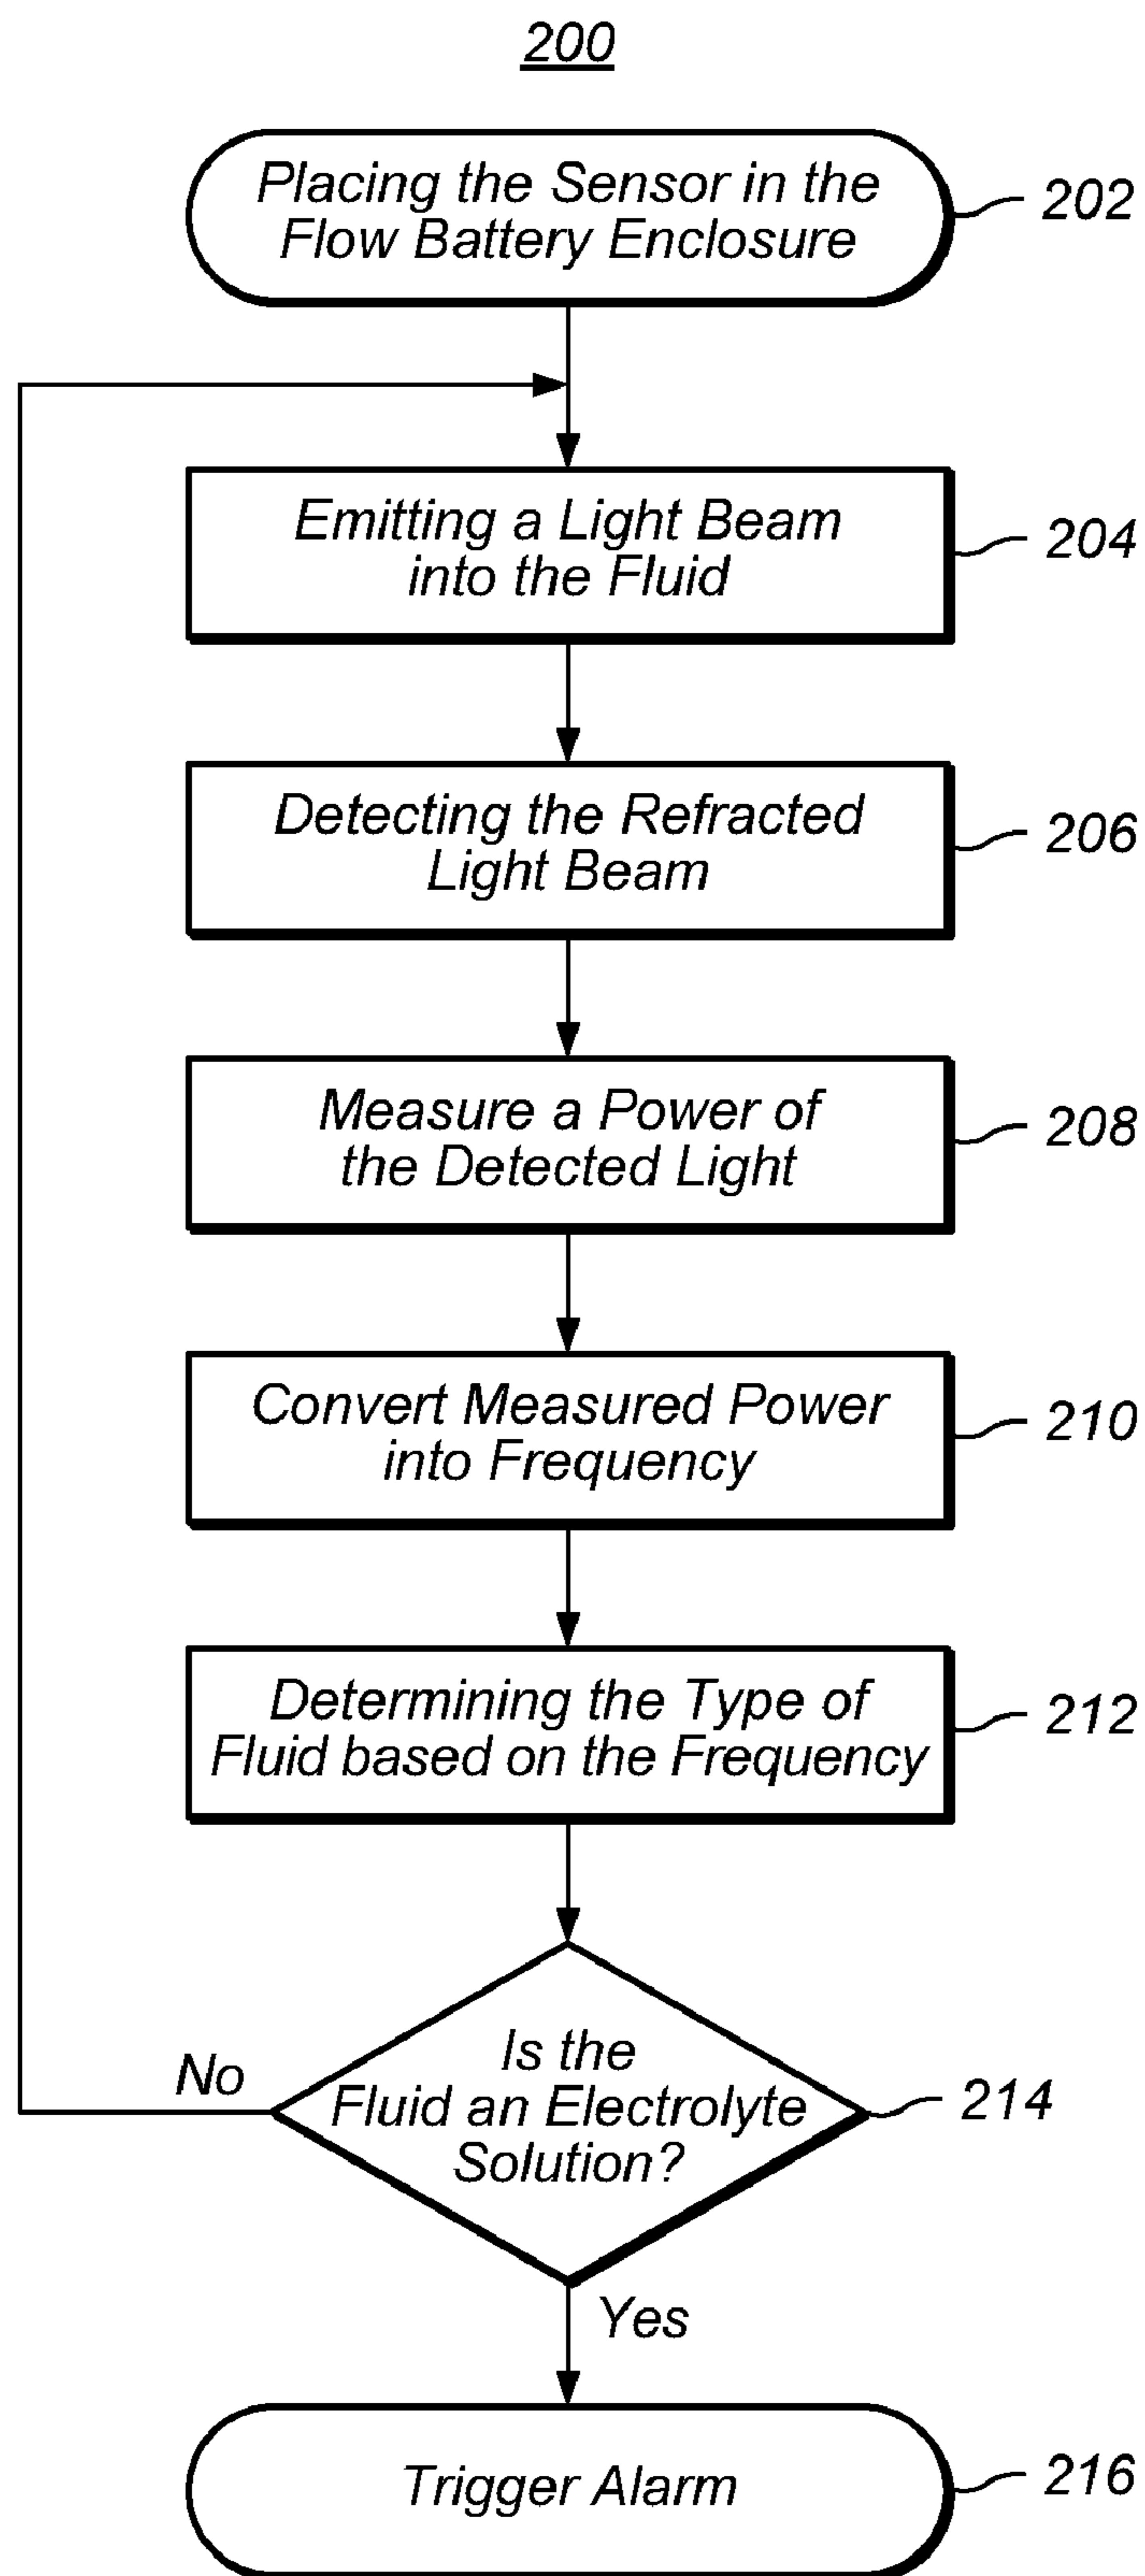 200
Placing the Sensor in the
Flow Battery Enclosure
202
Emitting a Light Beam
into the Fluid
204
Detecting the Refracted
Light Beam
206
Measure a Power of
the Detected Light
208
Convert Measured Power
into Frequency
210
Determining the Type of
Fluid based on the Frequency
212
Is the
Fluid an Electrolyte
Solution?
214
No
Yes
Trigger Alarm
216